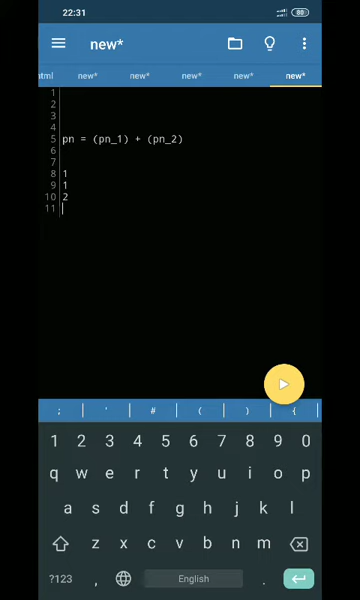 22:31
69
new*
html
new*
new*
new*
new*
new*
1
2
3
4
5 pn = (pn_1) + (pn_2)
6
7
8 1
9 1
10 2
11
; ' # ( ) {
1 2 3 4 5 6 7 8 9 0
q w e r t y u i o p
a s d f g h j k l
z x c v b n m
?123 , English .